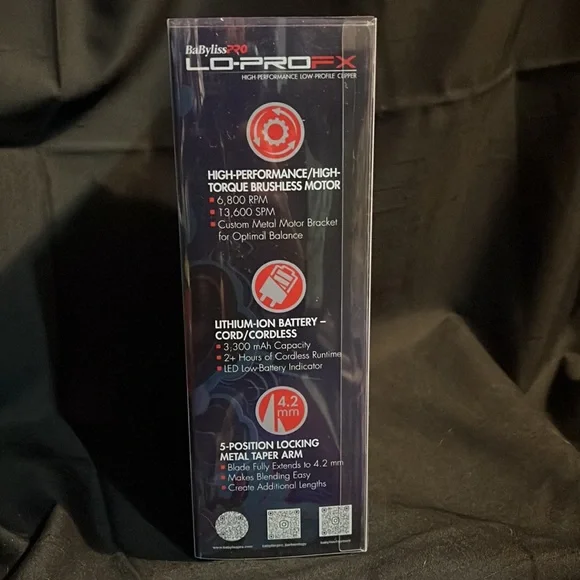 BaBylissPRO
LO-PROFX
HIGH-PERFORMANCE LOW-PROFILE CLIPPER
HIGH-PERFORMANCE/HIGH-
TORQUE BRUSHLESS MOTOR
6,800 RPM
13,600 SPM
Custom Metal Motor Bracket
for Optimal Balance
LITHIUM-ION BATTERY –
CORD/CORDLESS
3,300 mAh Capacity
2+ Hours of Cordless Runtime
LED Low-Battery Indicator
4.2
mm
5-POSITION LOCKING
METAL TAPER ARM
Blade Fully Extends to 4.2 mm
Makes Blending Easy
Create Additional Lengths